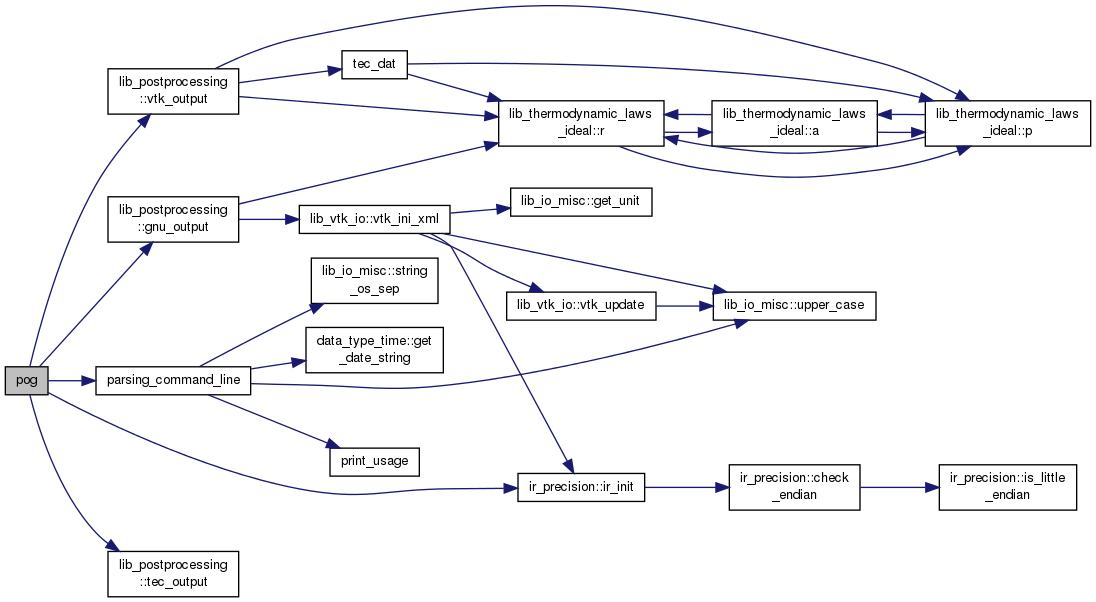 lib_postprocessing
::vtk_output
tec_dat
lib_thermodynamic_laws
_ideal::r
lib_thermodynamic_laws
_ideal::a
lib_thermodynamic_laws
_ideal::p
lib_postprocessing
::gnu_output
lib_vtk_io::vtk_ini_xml
lib_io_misc::get_unit
lib_io_misc::string
_os_sep
lib_vtk_io::vtk_update
lib_io_misc::upper_case
data_type_time::get
_date_string
pog
parsing_command_line
print_usage
ir_precision::ir_init
ir_precision::check
_endian
ir_precision::is_little
_endian
lib_postprocessing
::tec_output